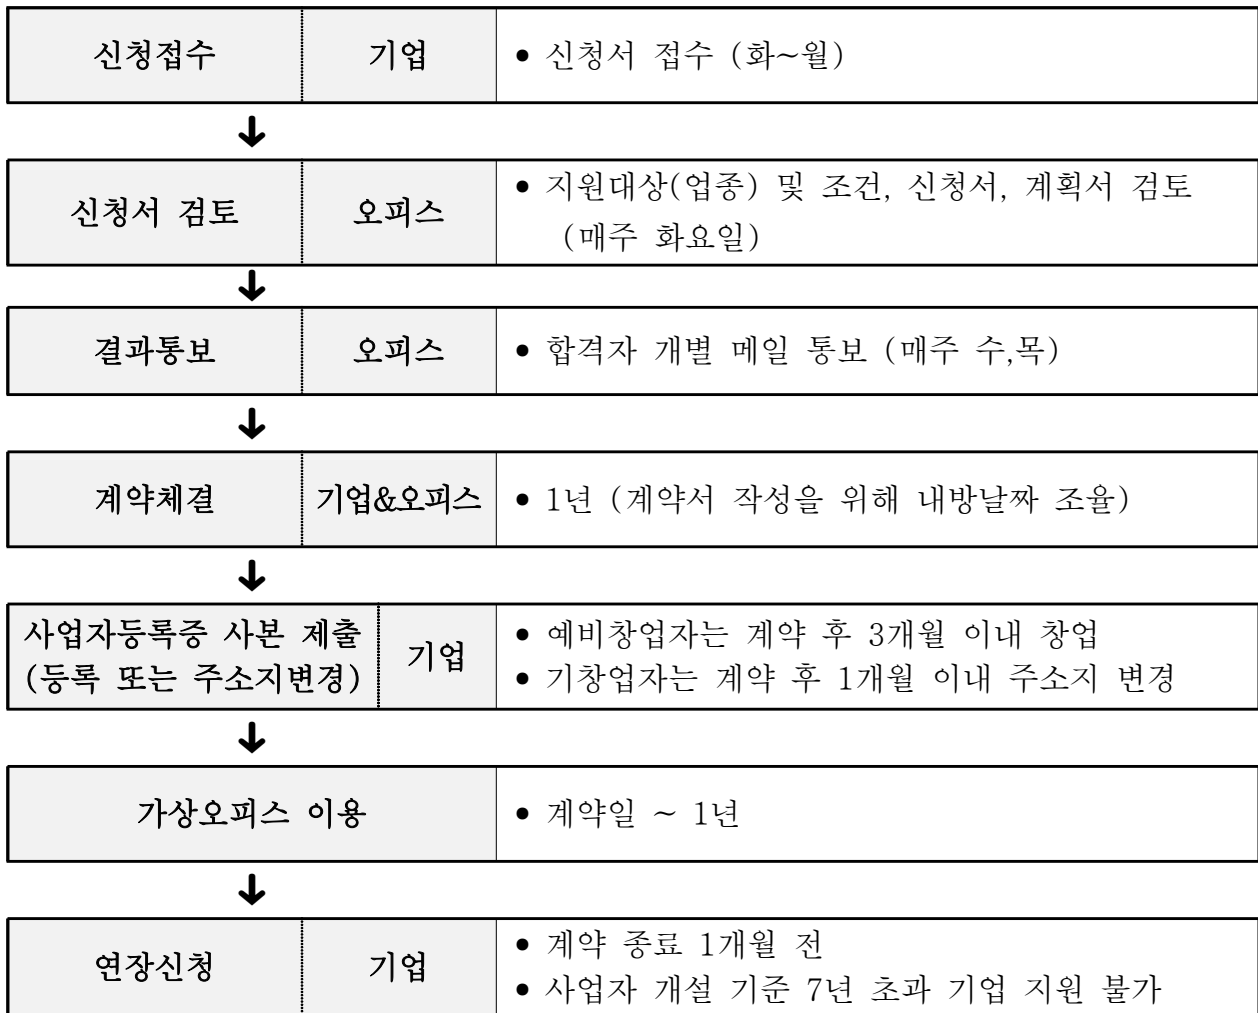 신청접수 기업 • 신청서 접수 (화~월)
신청서 검토 오피스 • 지원대상(업종) 및 조건, 신청서, 계획서 검토
(매주 화요일)
결과통보 오피스 • 합격자 개별 메일 통보 (매주 수,목)
계약체결 기업&오피스 • 1년 (계약서 작성을 위해 내방날짜 조율)
사업자등록증 사본 제출
(등록 또는 주소지변경)
기업
• 예비창업자는 계약 후 3개월 이내 창업
• 기창업자는 계약 후 1개월 이내 주소지 변경
가상오피스 이용 • 계약일 ~ 1년
연장신청 기업
• 계약 종료 1개월 전
• 사업자 개설 기준 7년 초과 기업 지원 불가